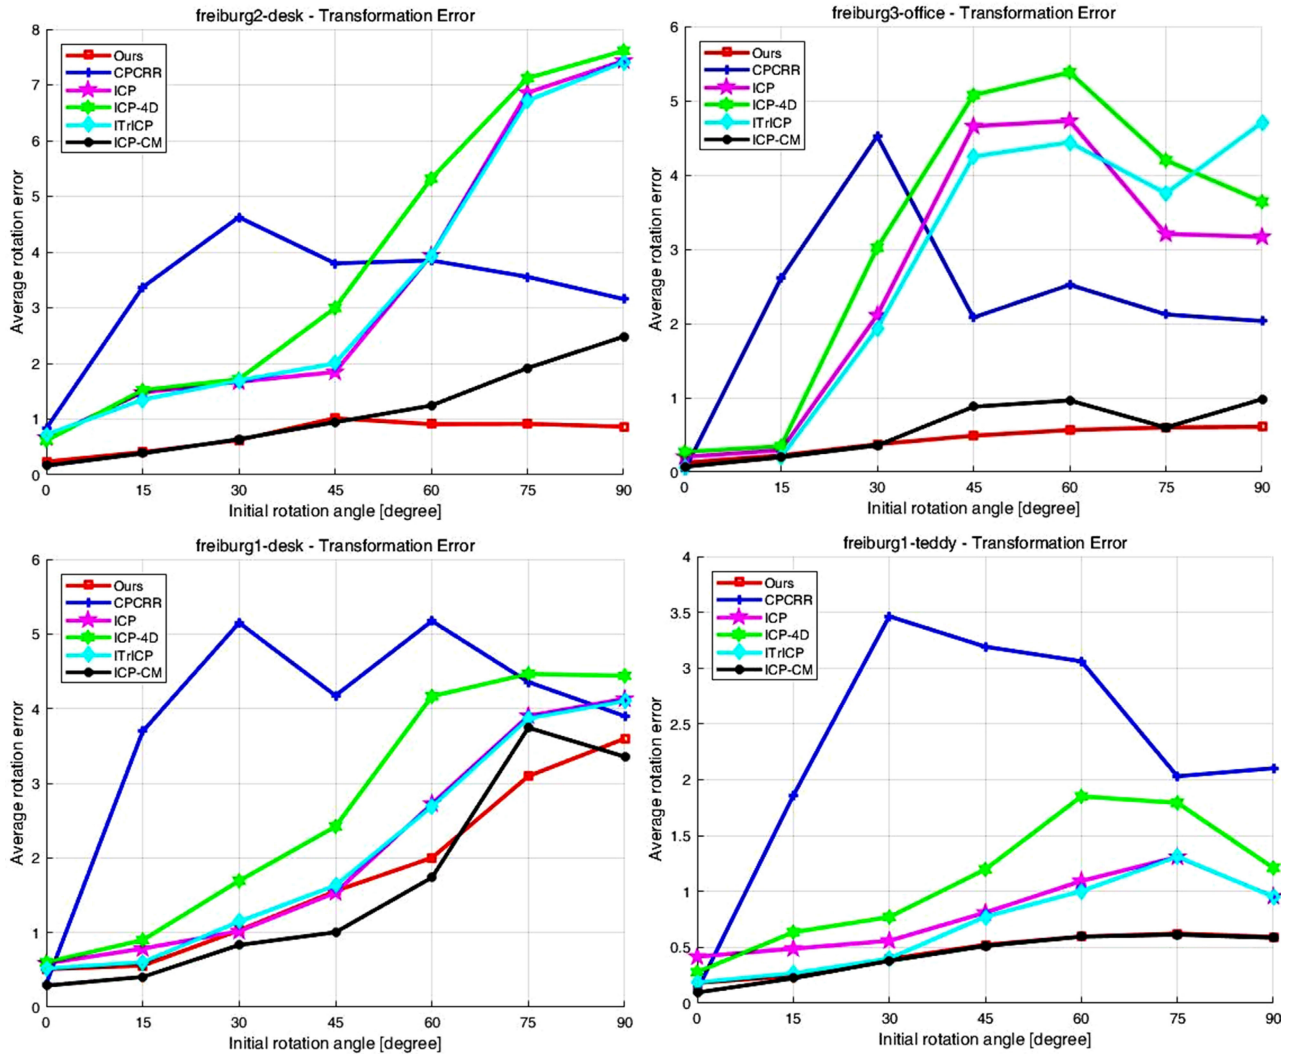 freiburg2-desk - Transformation Error
8
7
6
5
4
3
2
1
0
Average rotation error
Ours
CPCRR
ICP
ICP-4D
ITrICP
ICP-CM
0 15 30 45 60 75 90
Initial rotation angle [degree]
freiburg3-office - Transformation Error
6
5
4
3
2
1
0
Average rotation error
Ours
CPCRR
ICP
ICP-4D
ITrICP
ICP-CM
0 15 30 45 60 75 90
Initial rotation angle [degree]
freiburg1-desk - Transformation Error
6
5
4
3
2
1
0
Average rotation error
Ours
CPCRR
ICP
ICP-4D
ITrICP
ICP-CM
0 15 30 45 60 75 90
Initial rotation angle [degree]
freiburg1-teddy - Transformation Error
4
3.5
3
2.5
2
1.5
1
0.5
0
Average rotation error
Ours
CPCRR
ICP
ICP-4D
ITrICP
ICP-CM
0 15 30 45 60 75 90
Initial rotation angle [degree]